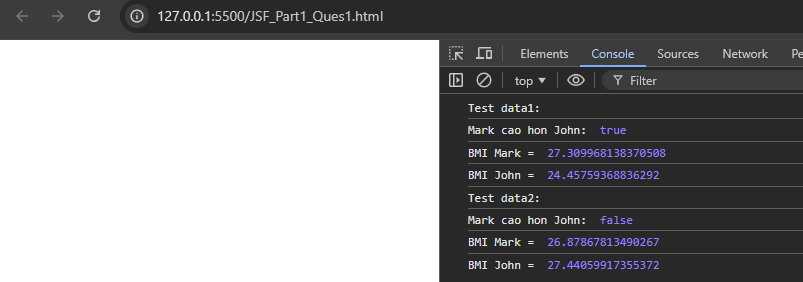 127.0.0.1:5500/JSF_Part1_Ques1.html
Elements Console Sources Network Pe
top Filter
Test data1:
Mark cao hon John: true
BMI Mark = 27.309968138370508
BMI John = 24.45759368836292
Test data2:
Mark cao hon John: false
BMI Mark = 26.87867813490267
BMI John = 27.44059917355372